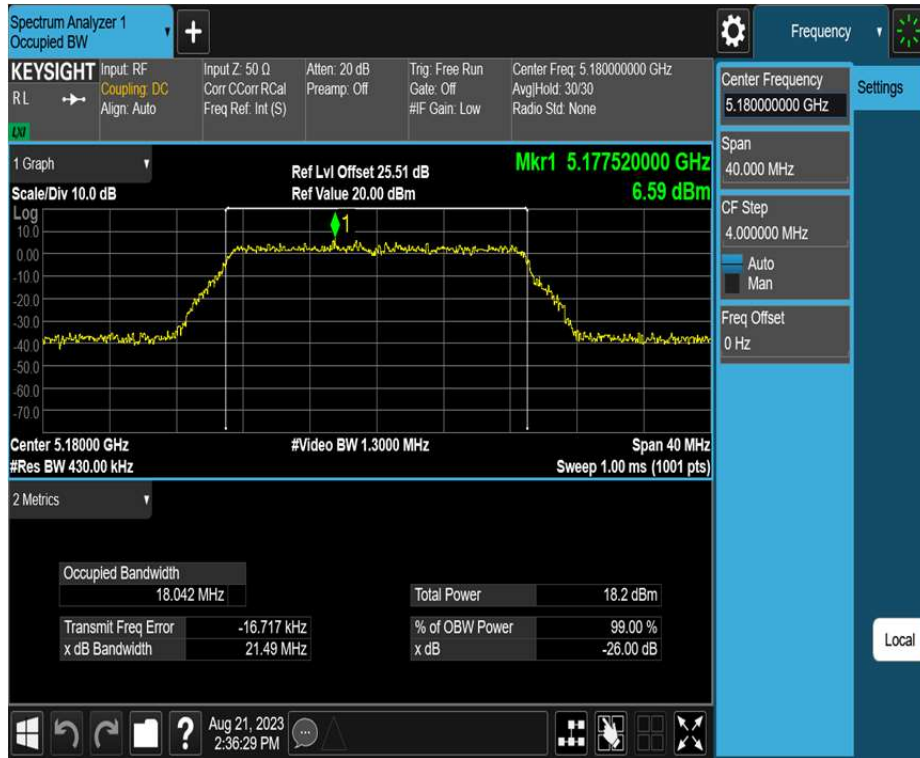 Spectrum Analyzer 1
Occupied BW
+
Frequency
KEYSIGHT
R L
LXI
Input: RF
Coupling: DC
Align: Auto
Input Z: 50 Ω
Corr CCorr RCal
Freq Ref: Int (S)
Atten: 20 dB
Preamp: Off
Trig: Free Run
Gate: Off
#IF Gain: Low
Center Freq: 5.180000000 GHz
Avg|Hold: 30/30
Radio Std: None
Center Frequency
5.180000000 GHz
Settings
Span
40.000 MHz
CF Step
4.000000 MHz
Auto
Man
Freq Offset
0 Hz
Local
1 Graph
Scale/Div 10.0 dB
Ref Lvl Offset 25.51 dB
Ref Value 20.00 dBm
Mkr1 5.177520000 GHz
6.59 dBm
Log
1
10.0
0.00
-10.0
-20.0
-30.0
-40.0
-50.0
-60.0
-70.0
Center 5.18000 GHz
#Video BW 1.3000 MHz
Span 40 MHz
#Res BW 430.00 kHz
Sweep 1.00 ms (1001 pts)
2 Metrics
Occupied Bandwidth
18.042 MHz
Total Power 18.2 dBm
Transmit Freq Error -16.717 kHz
% of OBW Power 99.00 %
x dB Bandwidth 21.49 MHz
x dB -26.00 dB
?
Aug 21, 2023
2:36:29 PM